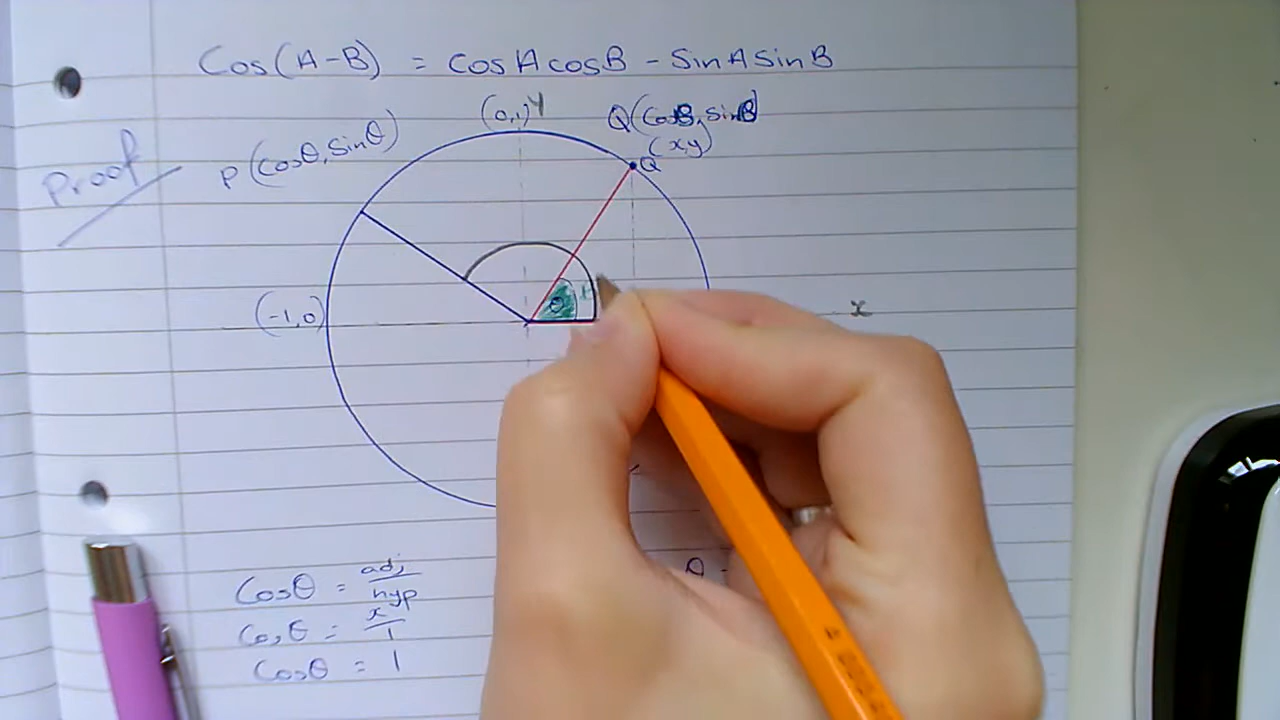 Cos(A-B) = cosAcosB - SinASinB
Proof
P(cosθ, sinθ)
(0,1) y
Q(CosB, sinB)
(x,y)
Q
(-1,0)
θ
x
Cosθ = adj/hyp
Cosθ = x/1
Cosθ = 1
θ -